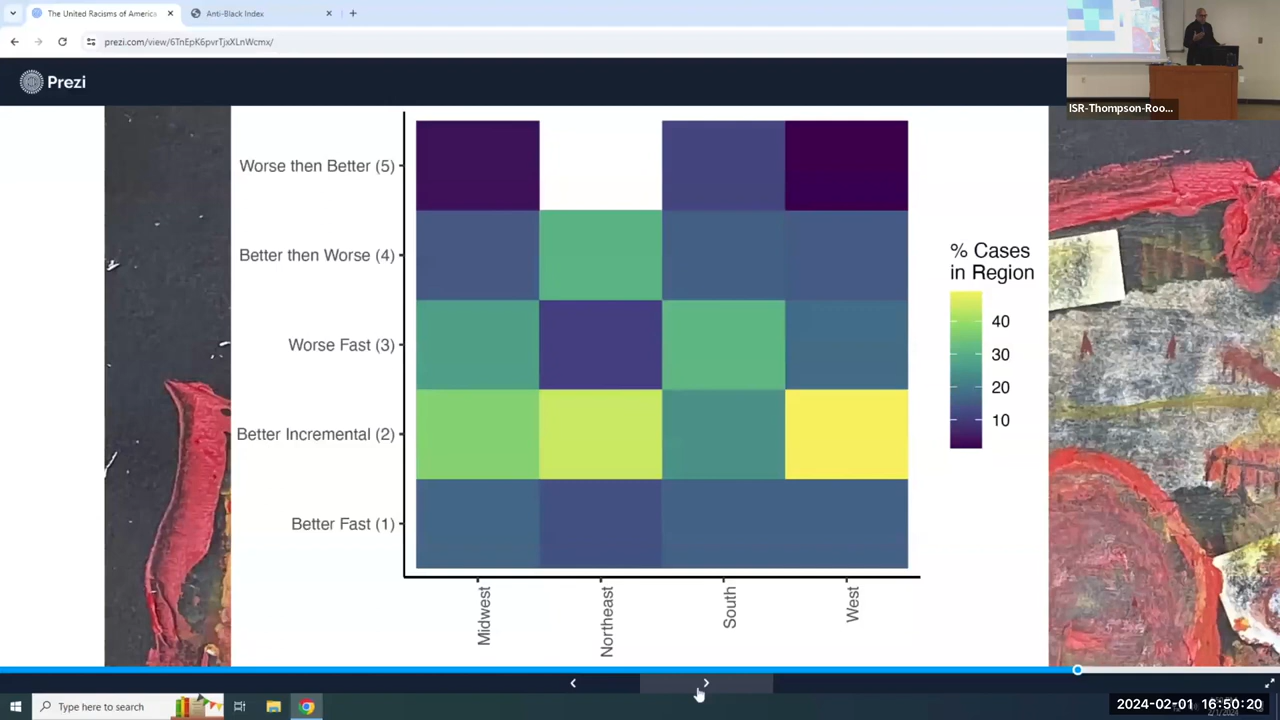 The United Racisms of America
Anti-Black Index
prezi.com/view/6TnEpK6pvrTjxXLnWcmx/
Prezi
ISR-Thompson-Roo...
Worse then Better (5)
Better then Worse (4)
Worse Fast (3)
Better Incremental (2)
Better Fast (1)
% Cases
in Region
40
30
20
10
Midwest
Northeast
South
West
Type here to search
2024-02-01 16:50:20